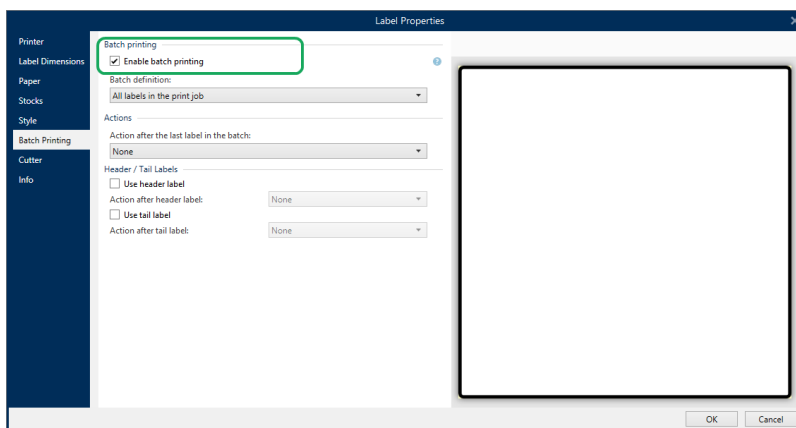 Label Properties
Printer
Label Dimensions
Paper
Stocks
Style
Batch Printing
Cutter
Info
Batch printing
Enable batch printing
Batch definition:
All labels in the print job
Actions
Action after the last label in the batch:
None
Header / Tail Labels
Use header label
Action after header label: None
Use tail label
Action after tail label: None
OK Cancel